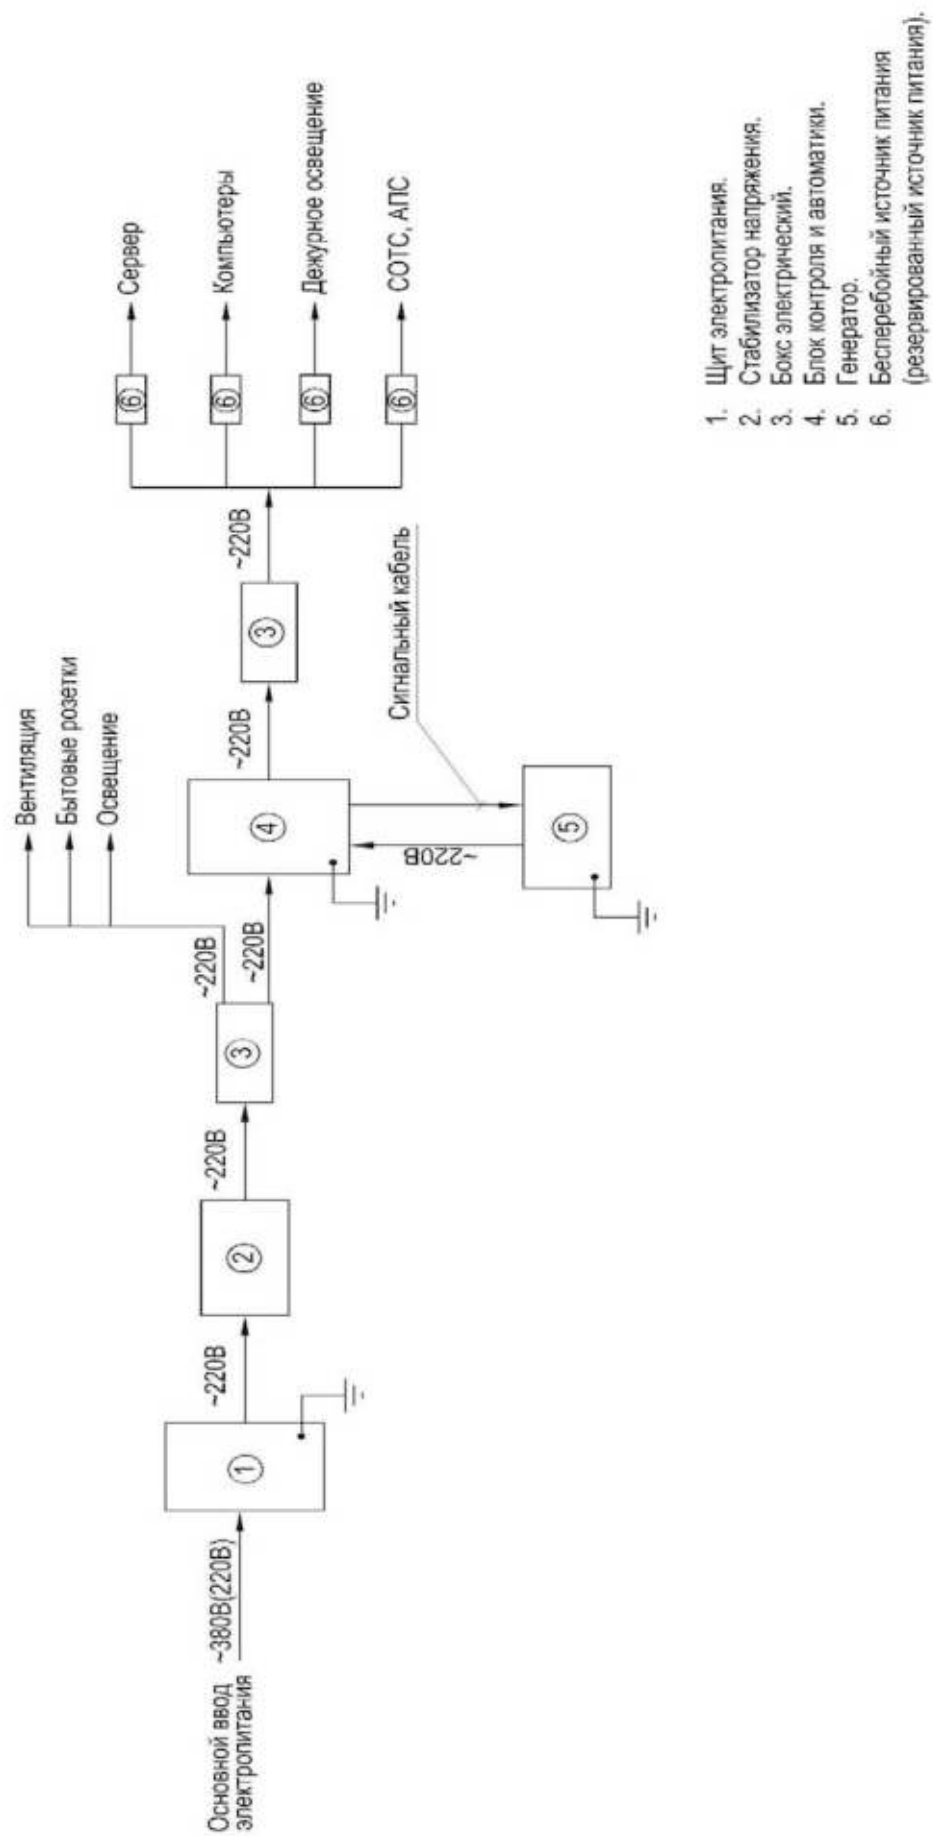 Основной ввод
электропитания
~380В(220В)
1
~220В
2
~220В
3
~220В
~220В
Вентиляция
Бытовые розетки
Освещение
4
~220В
5
Сигнальный кабель
~220В
3
~220В
6
Сервер
6
Компьютеры
6
Дежурное освещение
6
СОТС, АПС
1. Щит электропитания.
2. Стабилизатор напряжения.
3. Бокс электрический.
4. Блок контроля и автоматики.
5. Генератор.
6. Бесперебойный источник питания
(резервированный источник питания).